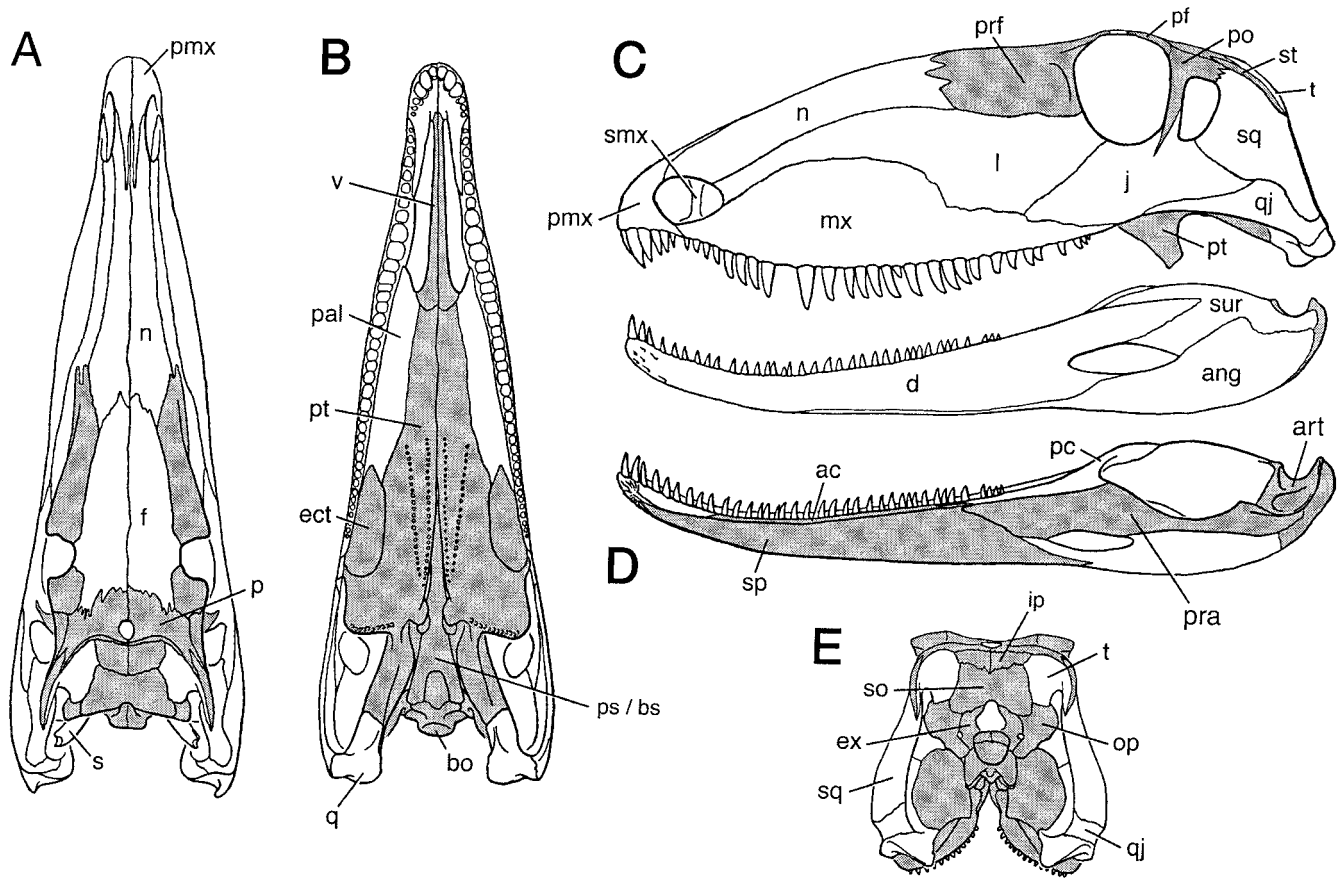 A
pmx
n
f
p
s
B
v
pal
pt
ect
ps / bs
bo
q
C
prf
pf
po
st
t
n
smx
l
sq
j
pmx
mx
qj
pt
sur
d
ang
D
pc
art
ac
sp
pra
E
ip
t
so
ex
op
sq
qj